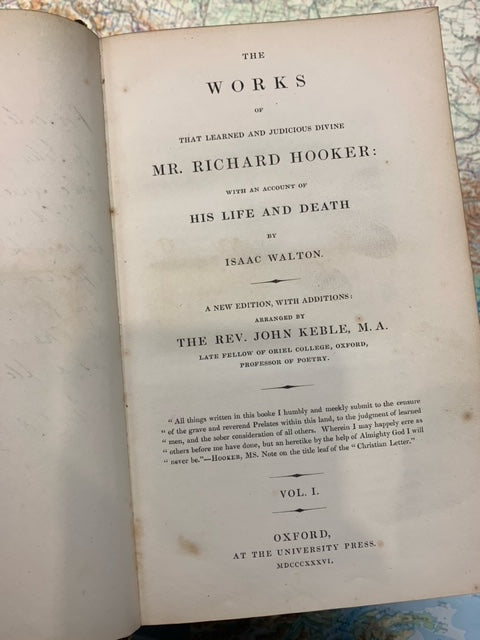 THE
WORKS
OF
THAT LEARNED AND JUDICIOUS DIVINE
MR. RICHARD HOOKER:
WITH AN ACCOUNT OF
HIS LIFE AND DEATH
BY
ISAAC WALTON.
A NEW EDITION, WITH ADDITIONS:
ARRANGED BY
THE REV. JOHN KEBLE, M.A.
LATE FELLOW OF ORIEL COLLEGE, OXFORD,
PROFESSOR OF POETRY.
“ All things written in this booke I humbly and meekly submit to the censure
“ of the grave and reverend Prelates within this land, to the judgment of learned
“ men, and the sober consideration of all others. Wherein I may happely erre as
“ others before me have done, but an heretike by the help of Almighty God I will
“ never be.”—HOOKER, MS. Note on the title leaf of the “ Christian Letter.”
VOL. I.
OXFORD,
AT THE UNIVERSITY PRESS.
MDCCCXXXVI.